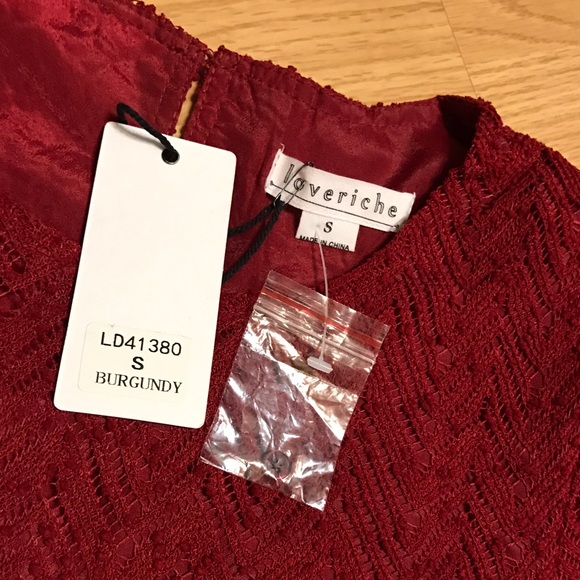 loveriche
S
MADE IN CHINA
LD41380
S
BURGUNDY